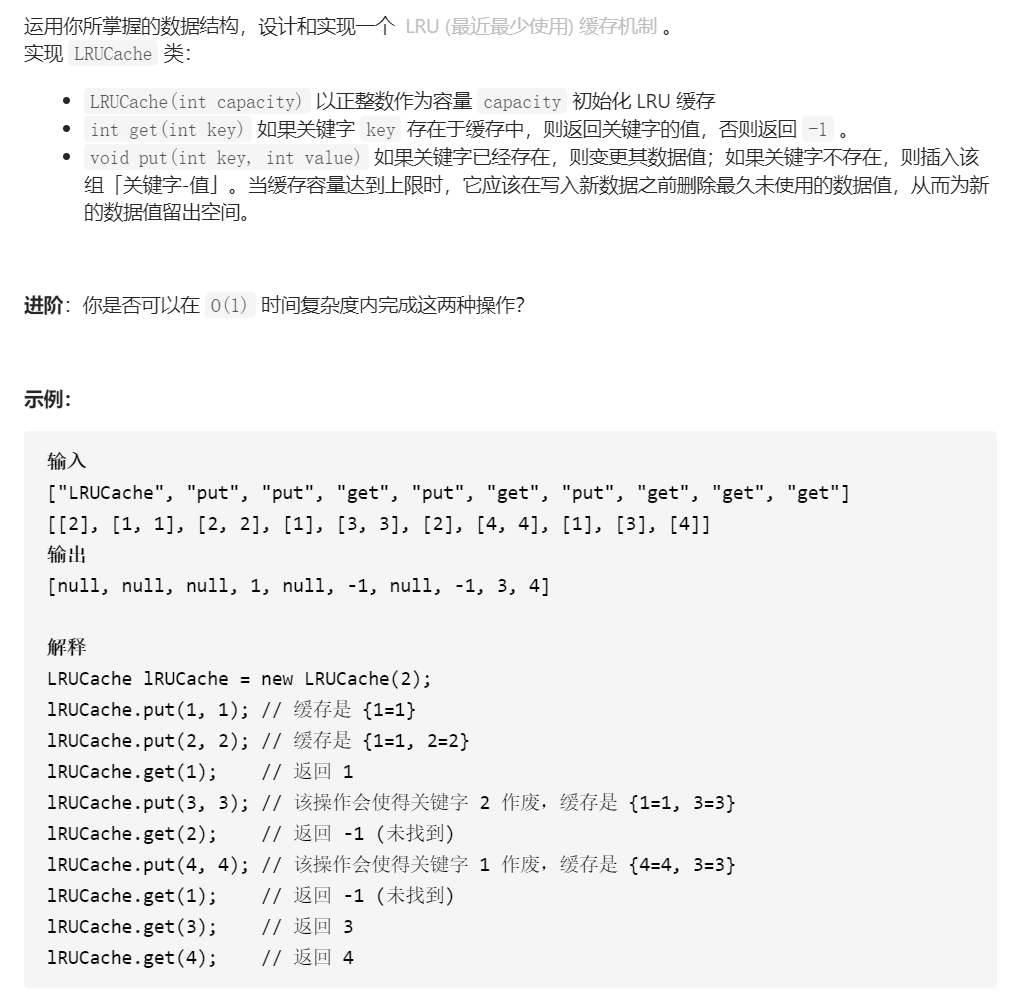 运用你所掌握的数据结构，设计和实现一个 LRU (最近最少使用) 缓存机制 。
实现 LRUCache 类：
• LRUCache(int capacity) 以正整数作为容量 capacity 初始化 LRU 缓存
• int get(int key) 如果关键字 key 存在于缓存中，则返回关键字的值，否则返回 -1 。
• void put(int key, int value) 如果关键字已经存在，则变更其数据值；如果关键字不存在，则插入该
组「关键字-值」。当缓存容量达到上限时，它应该在写入新数据之前删除最久未使用的数据值，从而为新
的数据值留出空间。
进阶：你是否可以在 O(1) 时间复杂度内完成这两种操作？
示例：
输入
["LRUCache", "put", "put", "get", "put", "get", "put", "get", "get", "get"]
[[2], [1, 1], [2, 2], [1], [3, 3], [2], [4, 4], [1], [3], [4]]
输出
[null, null, null, 1, null, -1, null, -1, 3, 4]
解释
LRUCache lRUCache = new LRUCache(2);
lRUCache.put(1, 1); // 缓存是 {1=1}
lRUCache.put(2, 2); // 缓存是 {1=1, 2=2}
lRUCache.get(1);    // 返回 1
lRUCache.put(3, 3); // 该操作会使得关键字 2 作废，缓存是 {1=1, 3=3}
lRUCache.get(2);    // 返回 -1 (未找到)
lRUCache.put(4, 4); // 该操作会使得关键字 1 作废，缓存是 {4=4, 3=3}
lRUCache.get(1);    // 返回 -1 (未找到)
lRUCache.get(3);    // 返回 3
lRUCache.get(4);    // 返回 4